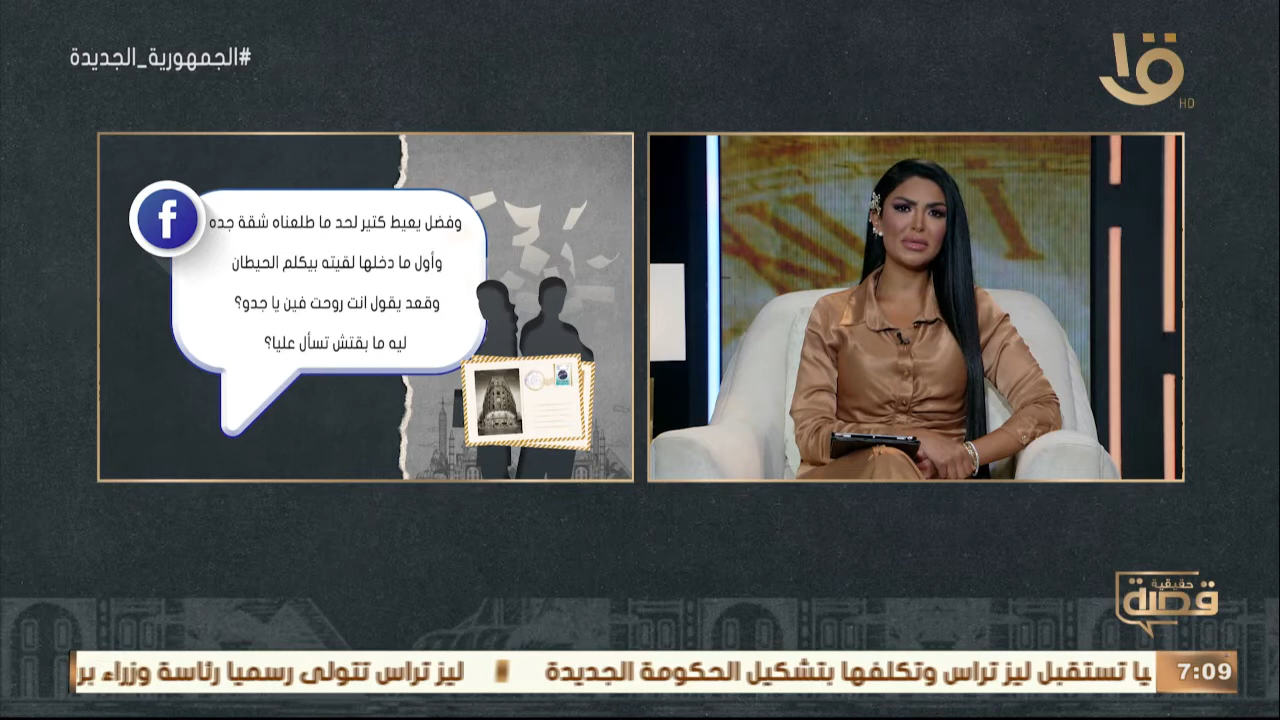 #الجمهورية_الجديدة
HD
f
وفضل يعيط كتير لحد ما طلعناه شقة جده
وأول ما دخلها لقيته بيكلم الحيطان
وقعد يقول انت روحت فين يا جدو؟
ليه ما بقتش تسأل عليا؟
قصة
حقيقية
7:09
يا تستقبل ليز تراس وتكلفها بتشكيل الحكومة الجديدة ليز تراس تتولى رسميا رئاسة وزراء بر